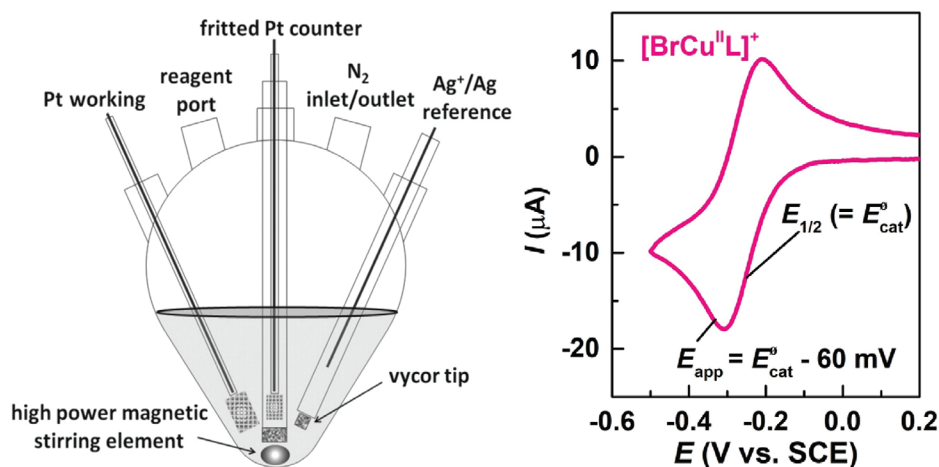 fritted Pt counter
reagent
port
N2
inlet/outlet
Pt working
Ag+/Ag
reference
vycor tip
high power magnetic
stirring element
[BrCuIIL]+
10
0
-10
-20
I (μA)
E1/2 (= Eøcat)
Eapp = Eøcat - 60 mV
-0.6
-0.4
-0.2
0.0
0.2
E (V vs. SCE)